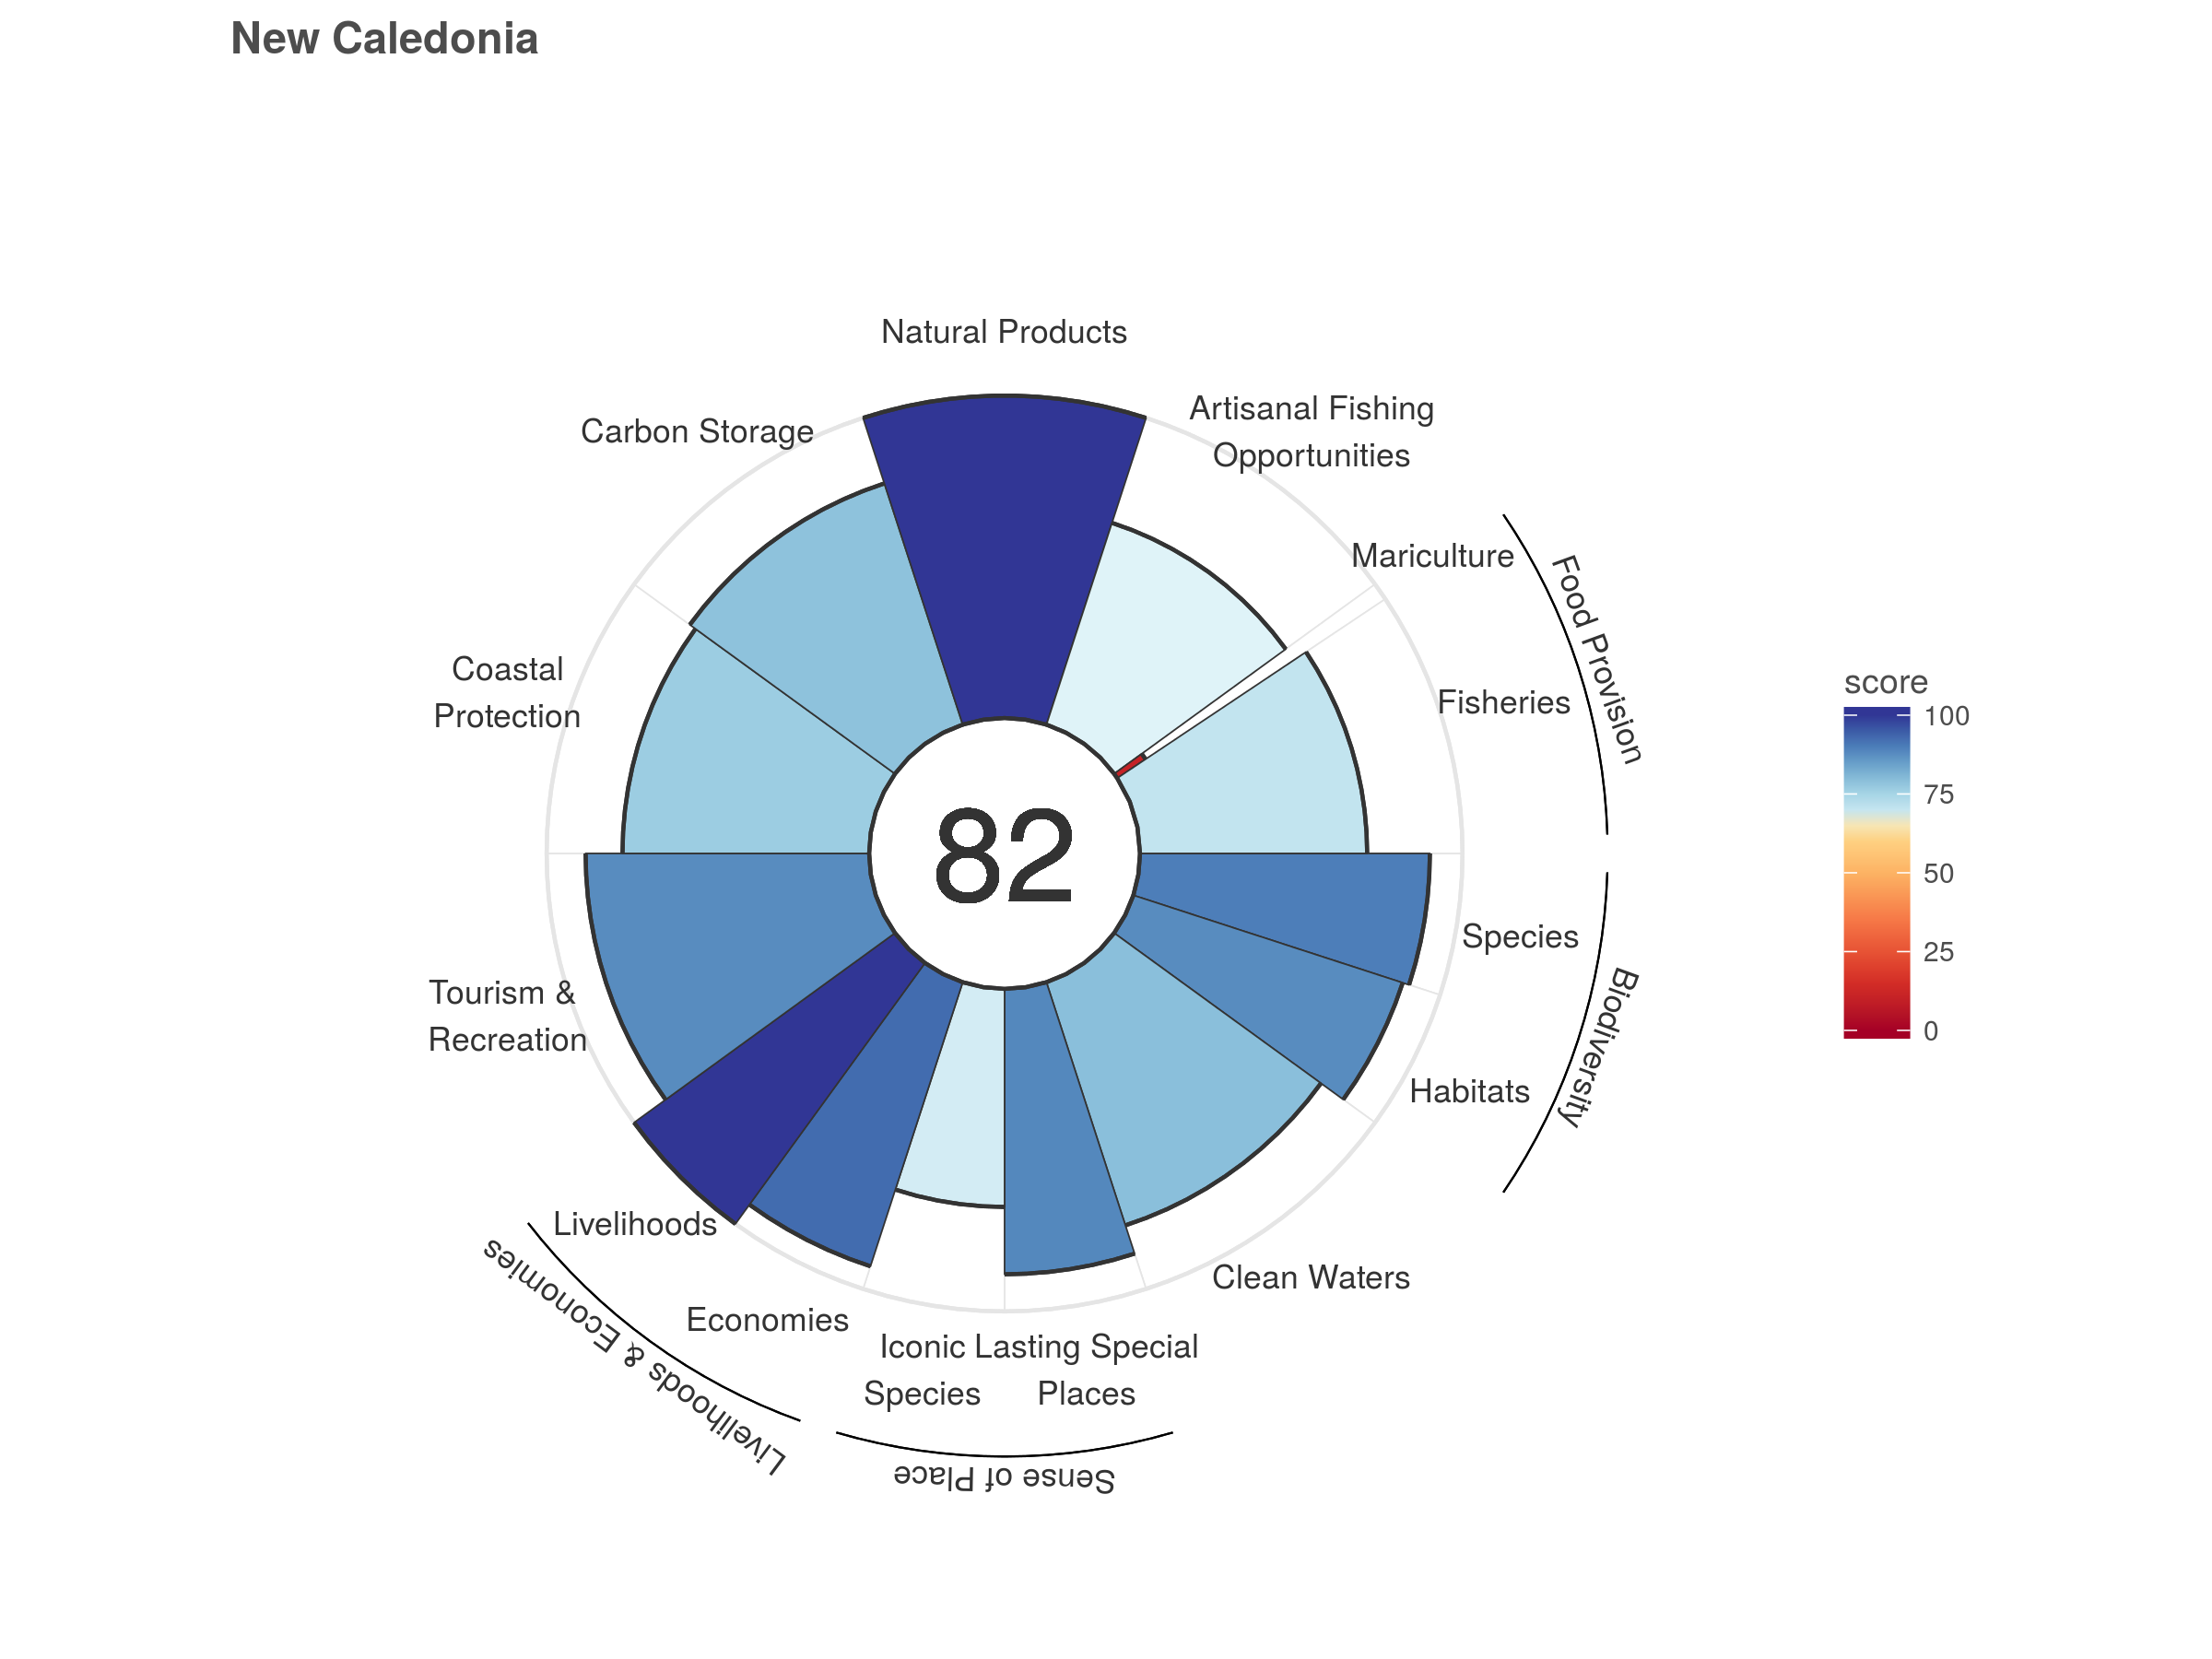 New Caledonia
Natural Products
Artisanal Fishing
Opportunities
Carbon Storage
Mariculture
Food Provision
Fisheries
Coastal
Protection
score
100
75
50
25
0
82
Species
Biodiversity
Habitats
Tourism &
Recreation
Livelihoods
Livelihoods & Economies
Economies
Clean Waters
Iconic
Species
Lasting Special
Places
Sense of Place